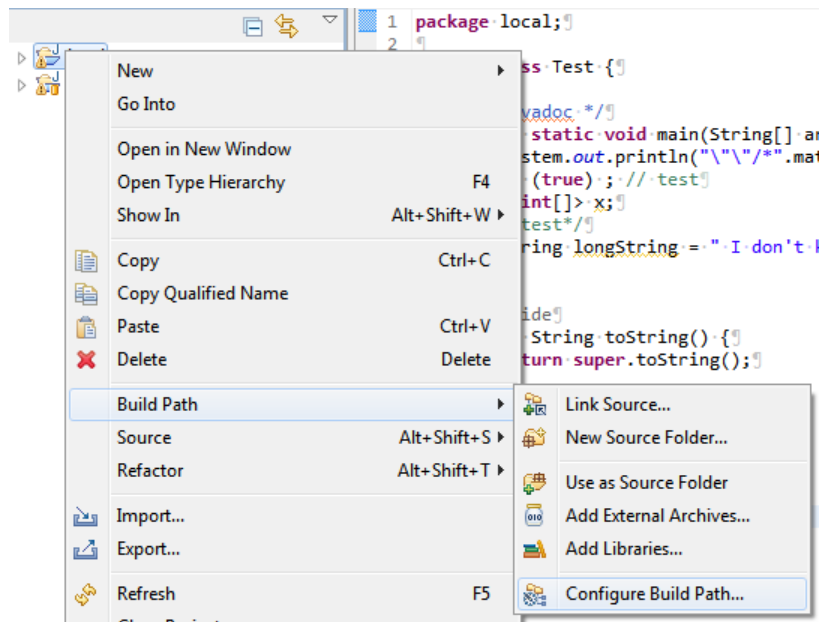 1 package local;¶
2 ¶
ss Test {¶
vadoc */¶
static void main(String[] ar
stem.out.println("\"\"/*".mat
(true) ; // test¶
int[]> x;¶
test*/¶
ring longString = " I don't k
ide¶
String toString() {¶
turn super.toString();¶
New
Go Into
Open in New Window
Open Type Hierarchy F4
Show In Alt+Shift+W
Copy Ctrl+C
Copy Qualified Name
Paste Ctrl+V
Delete Delete
Build Path
Source Alt+Shift+S
Refactor Alt+Shift+T
Import...
Export...
Refresh F5
Link Source...
New Source Folder...
Use as Source Folder
Add External Archives...
Add Libraries...
Configure Build Path...